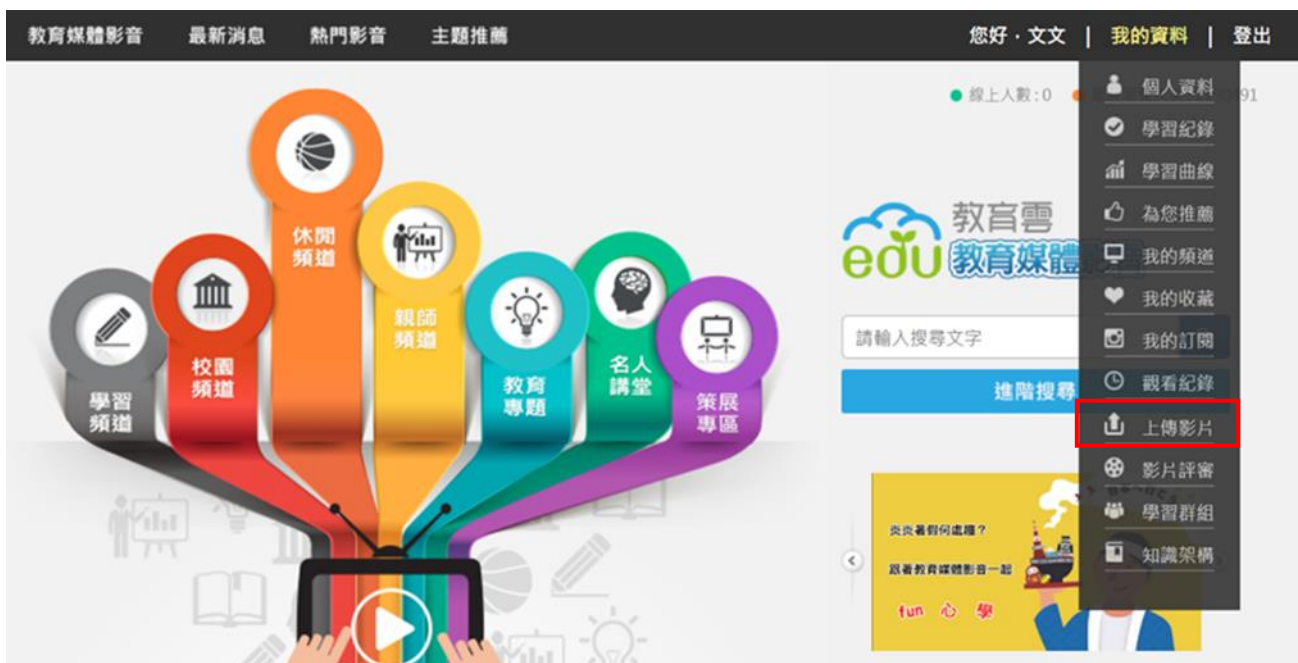 教育媒體影音 最新消息 熱門影音 主題推薦 您好．文文 | 我的資料 | 登出
線上人數：0
91
個人資料
學習紀錄
學習曲線
為您推薦
我的頻道
我的收藏
我的訂閱
觀看紀錄
上傳影片
影片評審
學習群組
知識架構
休閒
頻道
親師
頻道
校園
頻道
學習
頻道
教育
專題
名人
講堂
策展
專區
教育雲
edu 教育媒體
請輸入搜尋文字
進階搜尋
炎炎暑假何處趣？
跟著教育媒體影音一起
fun 心 學